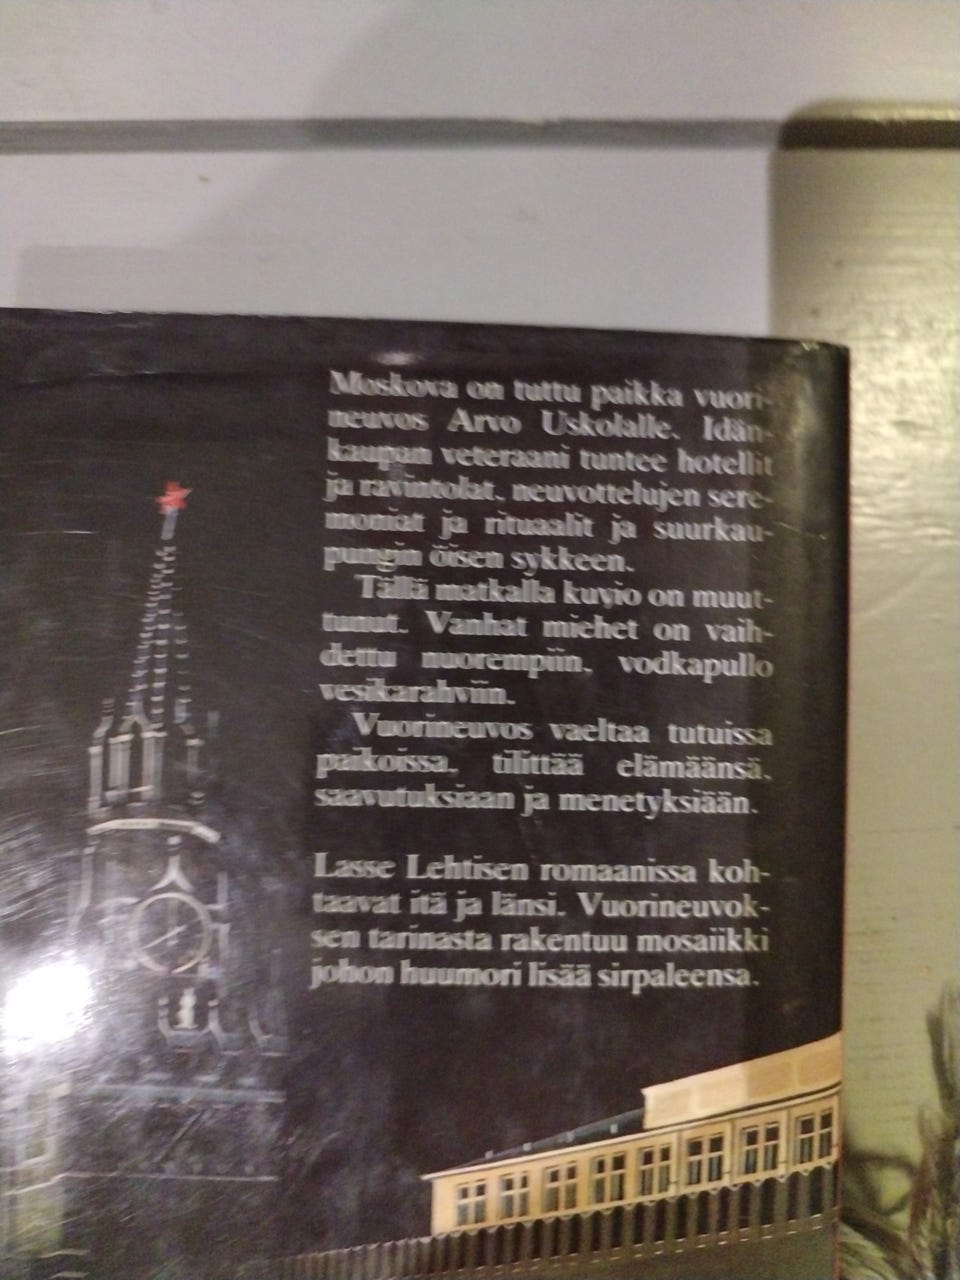 Moskova on tuttu paikka vuori-
neuvos Arvo Uskolalle. Idän-
kaupan veteraani tuntee hotellit
ja ravintolat, neuvottelujen sere-
moniat ja rituaalit ja suurkau-
pungin öisen sykkeen.
Tällä matkalla kuvio on muut-
tunut. Vanhat miehet on vaih-
dettu nuorempiin, vodkapullo
vesikarahviin.
Vuorineuvos vaeltaa tutuissa
paikoissa, tilittää elämäänsä,
saavutuksiaan ja menetyksiään.
Lasse Lehtisen romaanissa koh-
taavat itä ja länsi. Vuorineuvok-
sen tarinasta rakentuu mosaiikki
johon huumori lisää sirpaleensa.